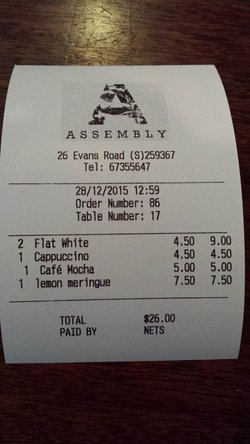 A
ASSEMBLY
26 Evans Road (S)259367
Tel: 67355647
28/12/2015 12:59
Order Number: 86
Table Number: 17
2 Flat White 4.50 9.00
1 Cappuccino 4.50 4.50
1 Café Mocha 5.00 5.00
1 lemon meringue 7.50 7.50
TOTAL $26.00
PAID BY NETS